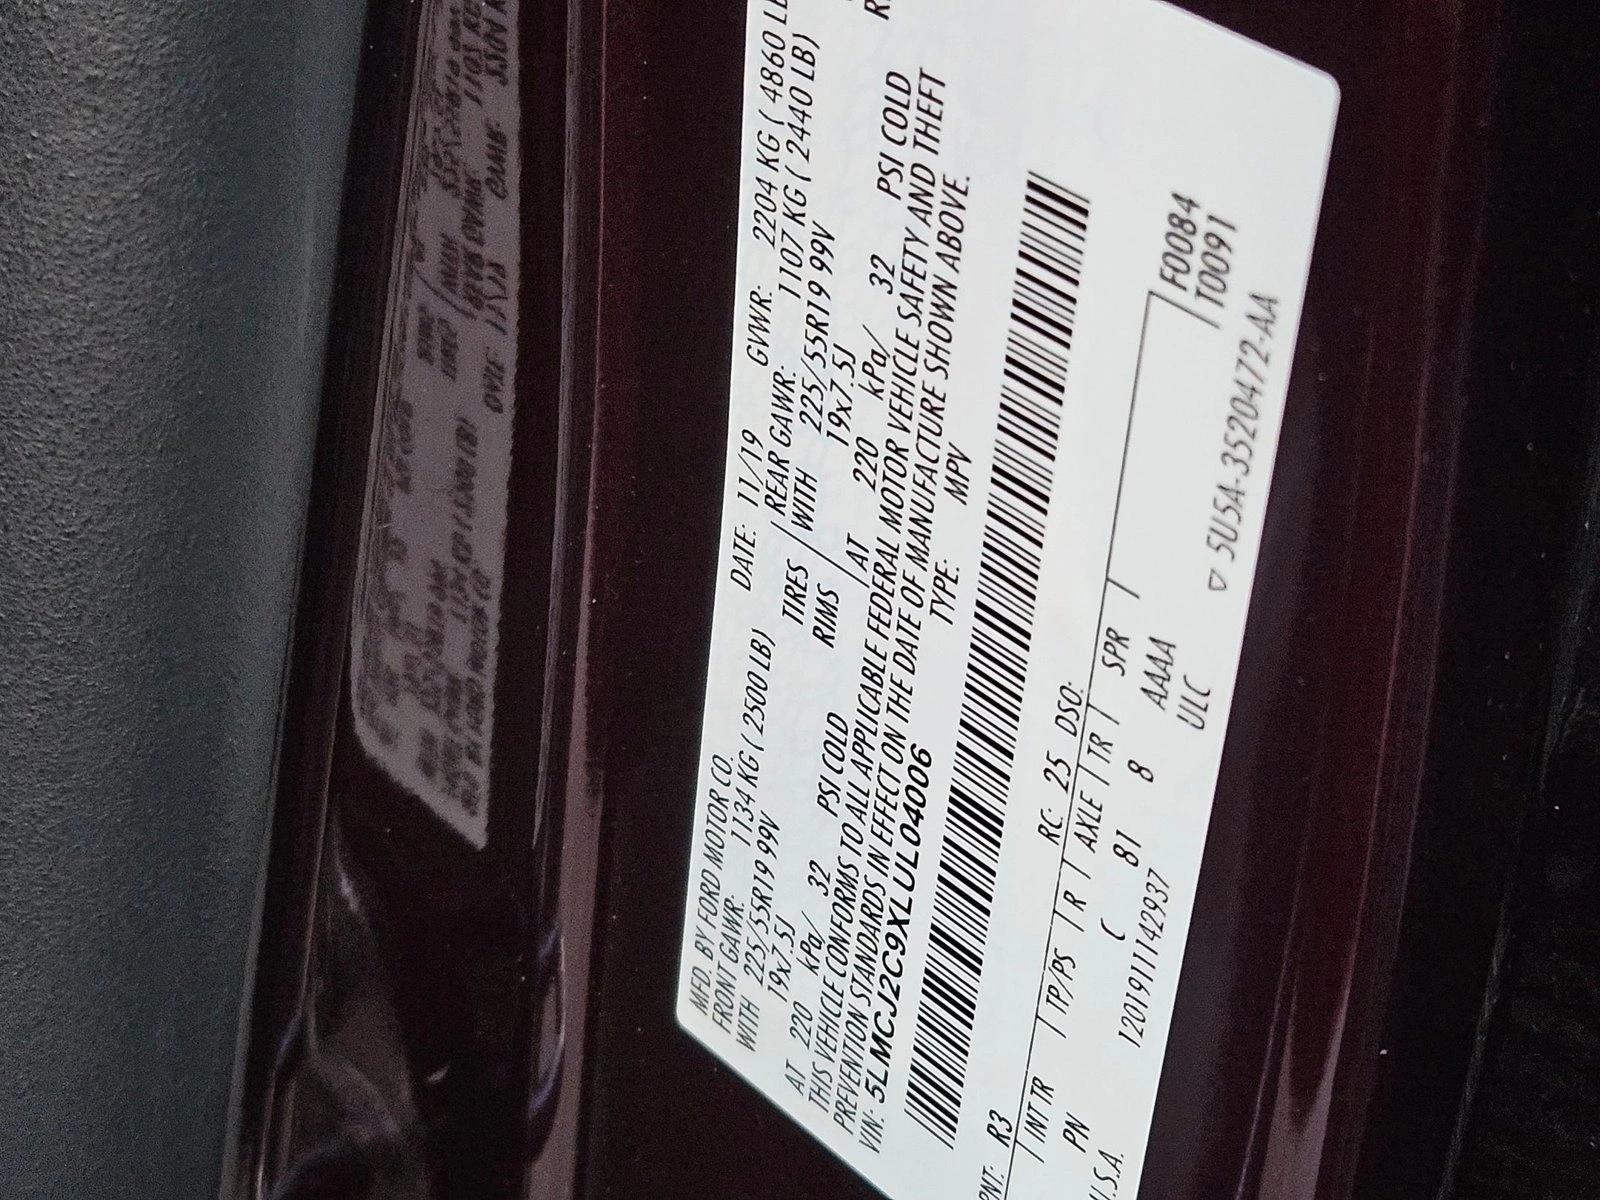 MFD. BY FORD MOTOR CO. DATE: 11/19 GVWR: 2204 KG ( 4860 LB
FRONT GAWR: 1134 KG ( 2500 LB) REAR GAWR: 1107 KG ( 2440 LB)
WITH 225/55R19 99V TIRES WITH 225/55R19 99V
19x7.5J RIMS 19x7.5J
AT 220 kPa/ 32 PSI COLD AT 220 kPa/ 32 PSI COLD
THIS VEHICLE CONFORMS TO ALL APPLICABLE FEDERAL MOTOR VEHICLE SAFETY AND THEFT
PREVENTION STANDARDS IN EFFECT ON THE DATE OF MANUFACTURE SHOWN ABOVE.
VIN: 5LMCJ2C9XLUL04006 TYPE: MPV
PNT: R3 RC: 25 DSO:
INT TR TP/PS R AXLE TR SPR F0084
PN C 81 8 AAAA T0091
U.S.A. 1201911142937 ULC
▽ 5U5A-3520472-AA